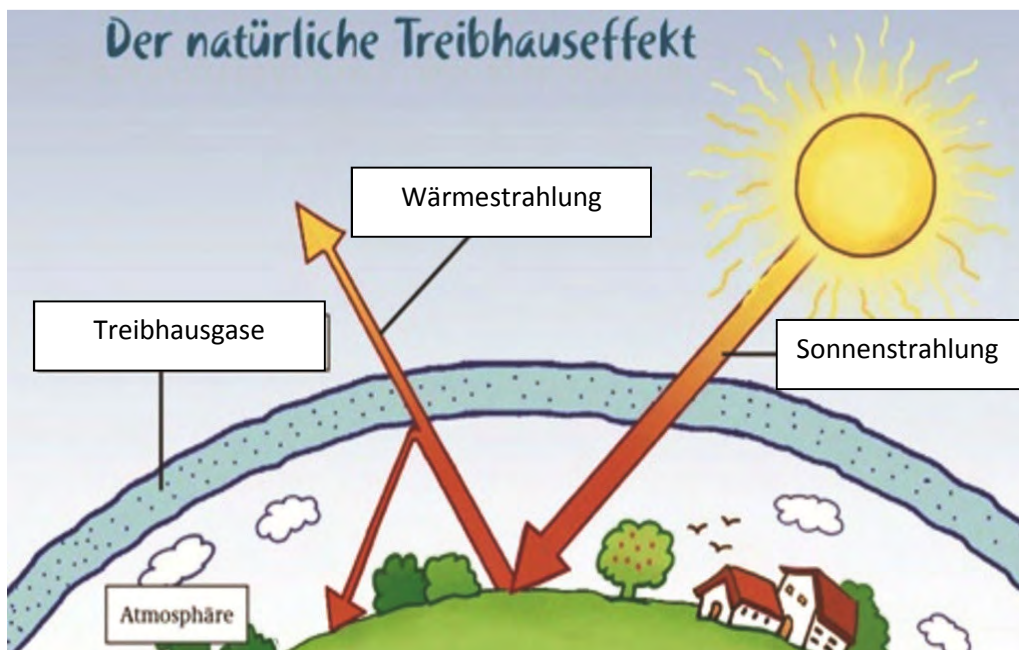 Der natürliche Treibhauseffekt
Wärmestrahlung
Treibhausgase
Sonnenstrahlung
Atmosphäre